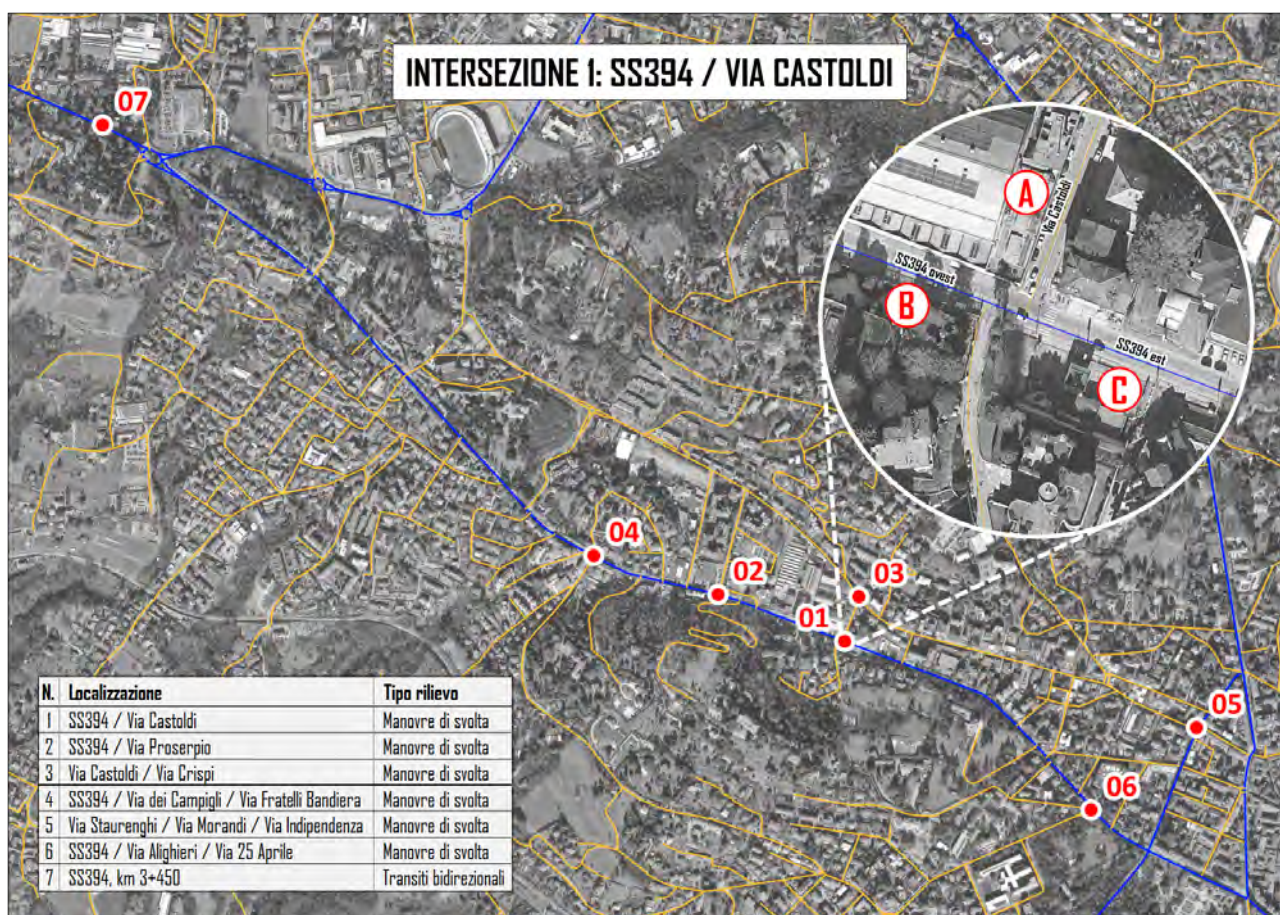 INTERSEZIONE 1: SS394 / VIA CASTOLDI
07
A
Via Castoldi
SS394 ovest
B
SS394 est
C
04
02
03
01
05
06
N. Localizzazione Tipo rilievo
1 SS394 / Via Castoldi Manovre di svolta
2 SS394 / Via Proserpio Manovre di svolta
3 Via Castoldi / Via Crispi Manovre di svolta
4 SS394 / Via dei Campigli / Via Fratelli Bandiera Manovre di svolta
5 Via Staurenghi / Via Morandi / Via Indipendenza Manovre di svolta
6 SS394 / Via Alighieri / Via 25 Aprile Manovre di svolta
7 SS394, km 3+450 Transiti bidirezionali